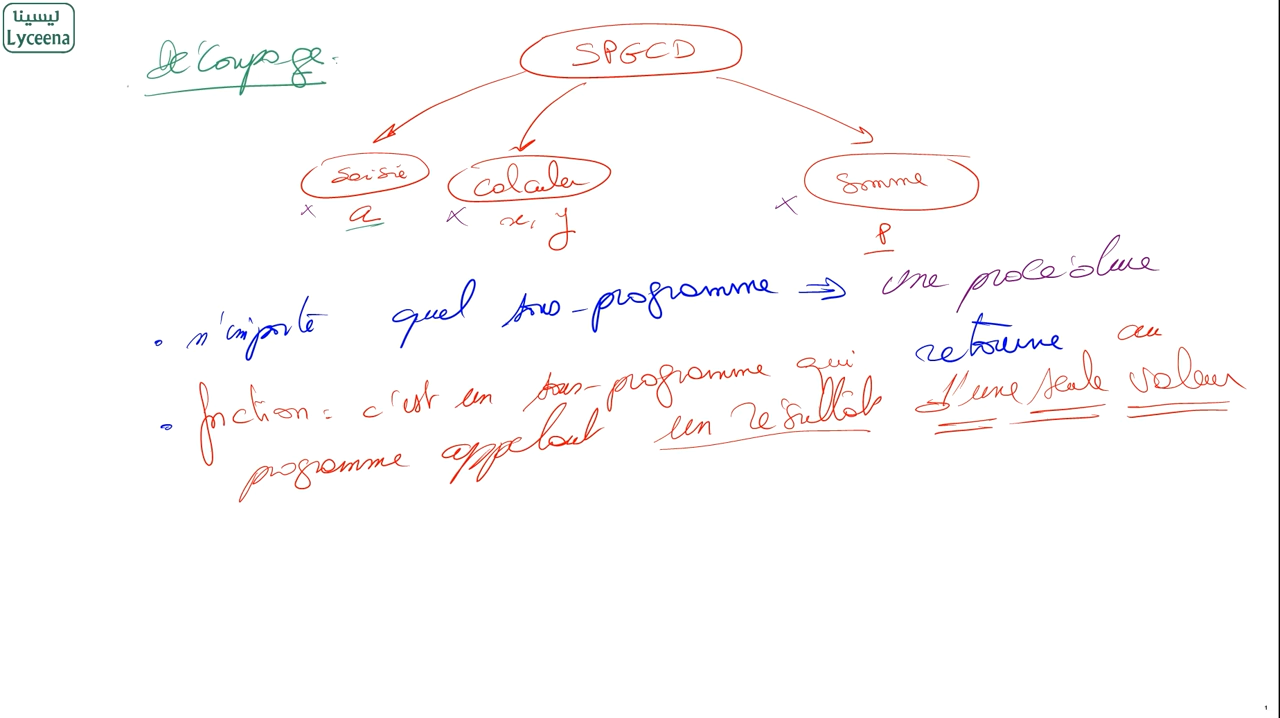 ليسينا
Lyceena
Découpage.
SPGCD
Saisie
Calculer
Somme
x a
x x, y
x P
• n'importe quel sous-programme ⇒ une procédure
• fonction : c'est un sous-programme qui retourne au
programme appelant un résultat d'une seule valeur
1